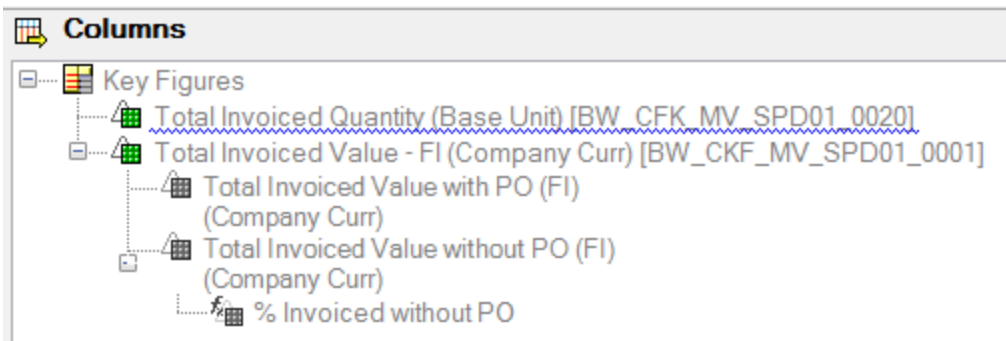 Columns
Key Figures
Total Invoiced Quantity (Base Unit) [BW_CFK_MV_SPD01_0020]
Total Invoiced Value - FI (Company Curr) [BW_CKF_MV_SPD01_0001]
Total Invoiced Value with PO (FI)
(Company Curr)
Total Invoiced Value without PO (FI)
(Company Curr)
% Invoiced without PO